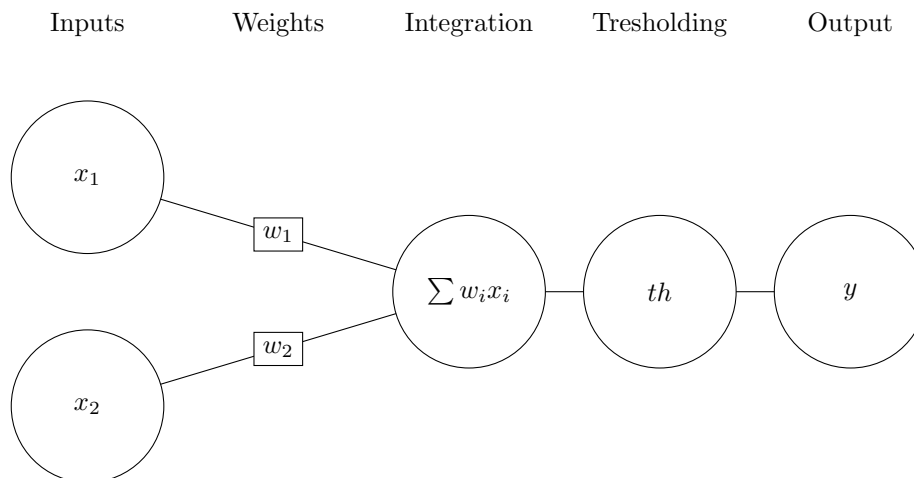 Inputs Weights Integration Tresholding Output
x₁
w₁
∑ wᵢxᵢ th y
w₂
x₂